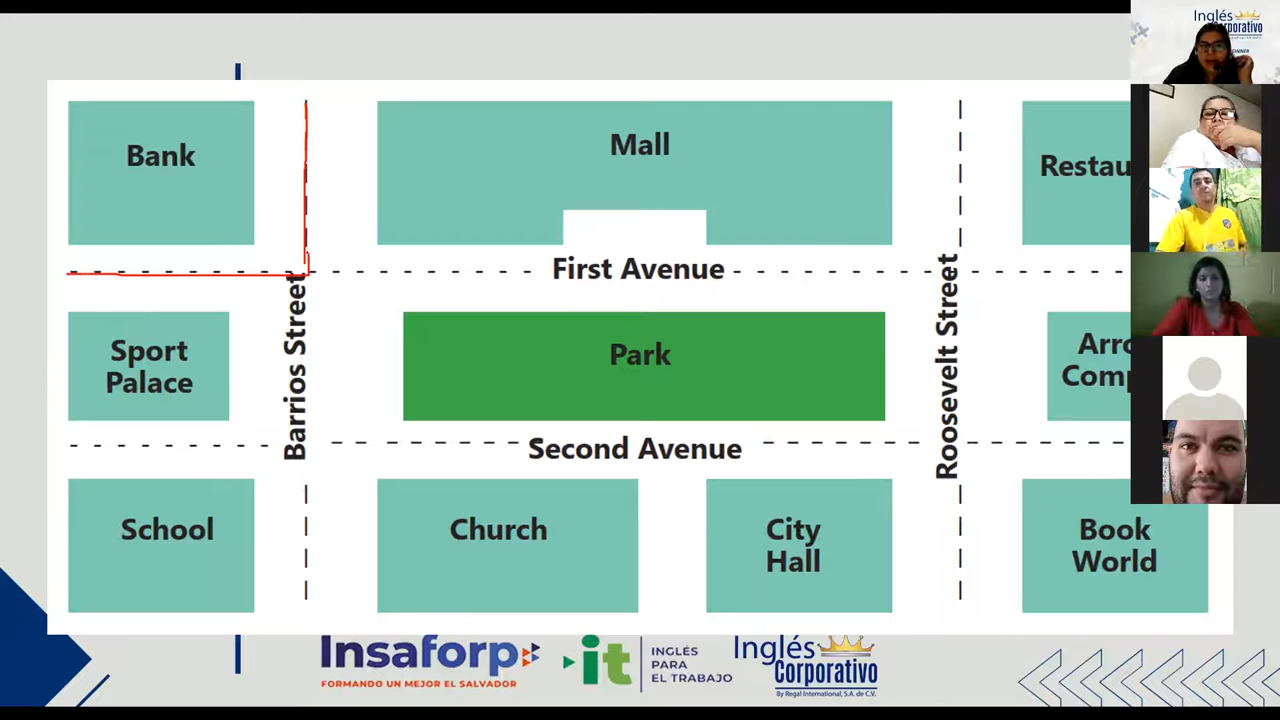 Inglés
Corporativo
Bank
Mall
Restau
First Avenue
Barrios Street
Roosevelt Street
Sport
Palace
Park
Arro
Comp
Second Avenue
School
Church
City
Hall
Book
World
Insaforp
FORMANDO UN MEJOR EL SALVADOR
it
INGLÉS
PARA
EL TRABAJO
Inglés
Corporativo
By Regal International, S.A. de C.V.